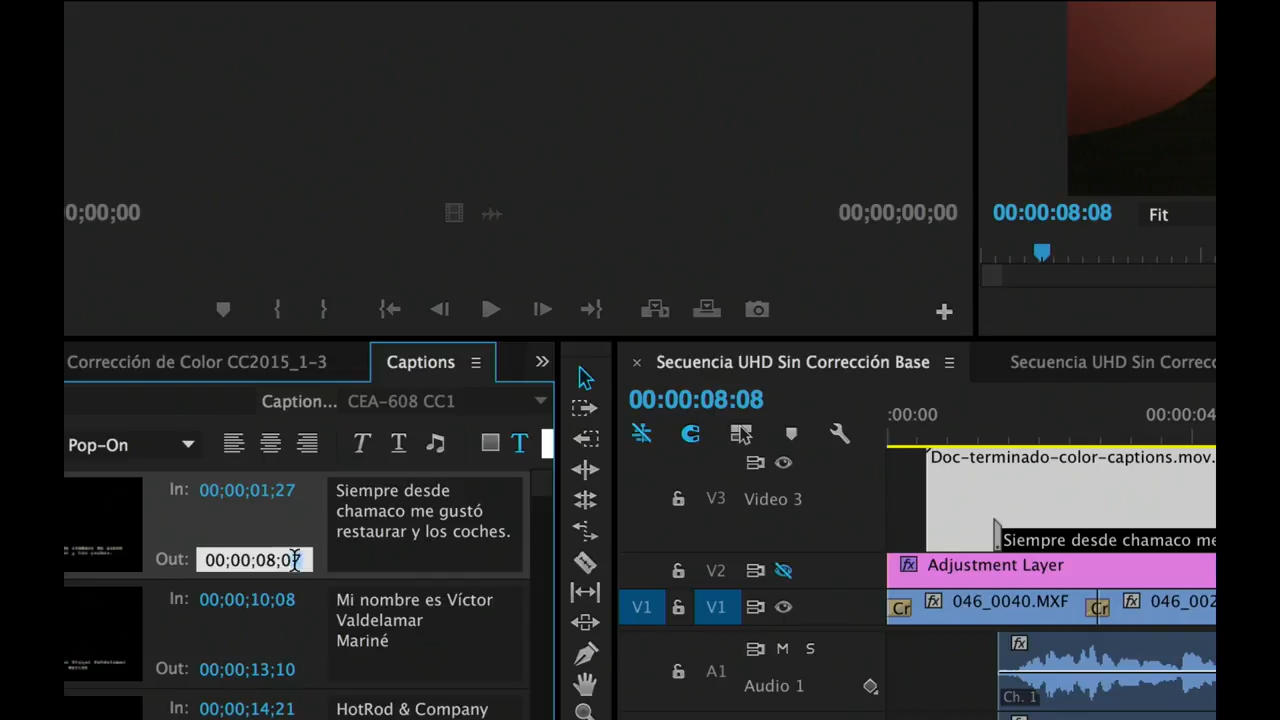 0;00;00
00;00;00;00
00:00:08:08
Fit
Corrección de Color CC2015_1-3
Captions
Caption...
CEA-608 CC1
Pop-On
In:
00;00;01;27
Siempre desde
chamaco me gustó
restaurar y los coches.
Out:
00;00;08;07
In:
00;00;10;08
Mi nombre es Víctor
Valdelamar
Mariné
Out:
00;00;13;10
In:
00;00;14;21
HotRod & Company
Secuencia UHD Sin Corrección Base
Secuencia UHD Sin Correcc
00:00:08:08
:00:00
00:00:04
V3
Video 3
Doc-terminado-color-captions.mov.
Siempre desde chamaco me
V2
fx
Adjustment Layer
V1
V1
Cr
fx
046_0040.MXF
Cr
fx
046_002
M S
A1
Audio 1
fx
Ch. 1